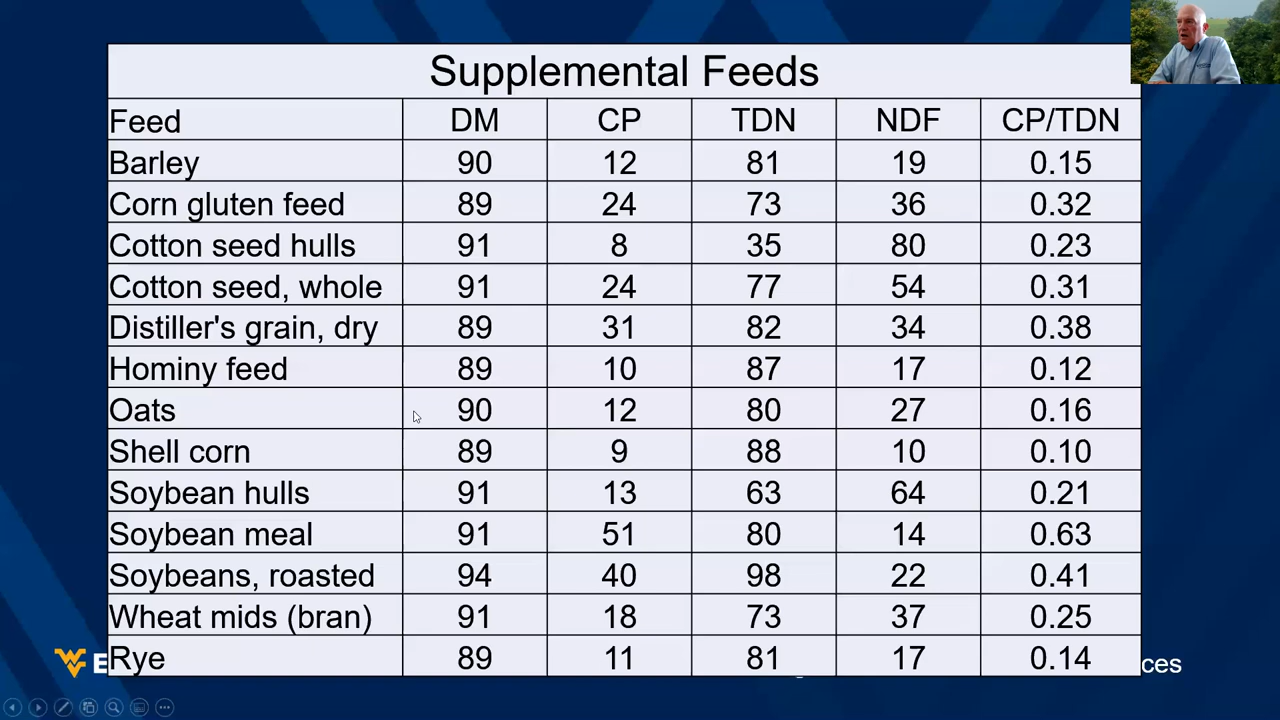 Supplemental Feeds
Feed DM CP TDN NDF CP/TDN
Barley 90 12 81 19 0.15
Corn gluten feed 89 24 73 36 0.32
Cotton seed hulls 91 8 35 80 0.23
Cotton seed, whole 91 24 77 54 0.31
Distiller's grain, dry 89 31 82 34 0.38
Hominy feed 89 10 87 17 0.12
Oats 90 12 80 27 0.16
Shell corn 89 9 88 10 0.10
Soybean hulls 91 13 63 64 0.21
Soybean meal 91 51 80 14 0.63
Soybeans, roasted 94 40 98 22 0.41
Wheat mids (bran) 91 18 73 37 0.25
Rye 89 11 81 17 0.14